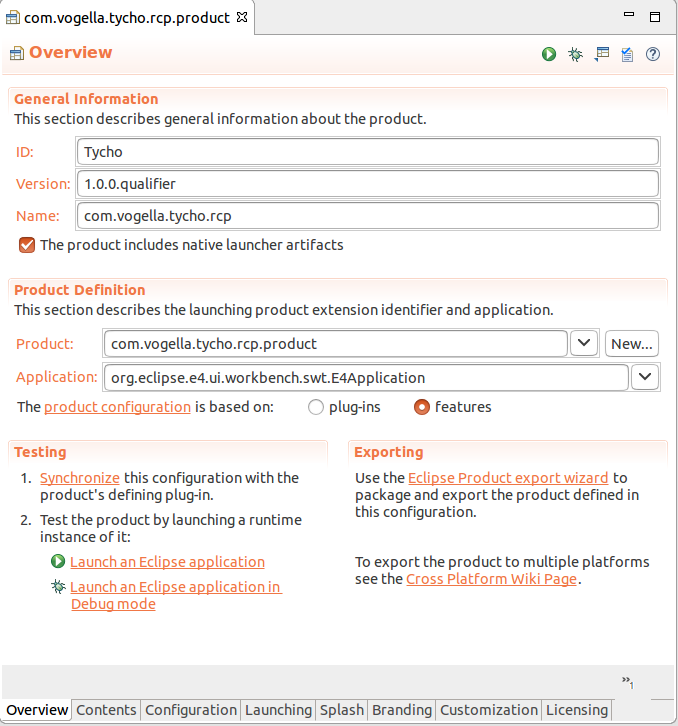 com.vogella.tycho.rcp.product
Overview
General Information
This section describes general information about the product.
ID: Tycho
Version: 1.0.0.qualifier
Name: com.vogella.tycho.rcp
The product includes native launcher artifacts
Product Definition
This section describes the launching product extension identifier and application.
Product: com.vogella.tycho.rcp.product New...
Application: org.eclipse.e4.ui.workbench.swt.E4Application
The product configuration is based on: plug-ins features
Testing
1. Synchronize this configuration with the
product's defining plug-in.
2. Test the product by launching a runtime
instance of it:
Launch an Eclipse application
Launch an Eclipse application in
Debug mode
Exporting
Use the Eclipse Product export wizard to
package and export the product defined in
this configuration.
To export the product to multiple platforms
see the Cross Platform Wiki Page.
»1
Overview Contents Configuration Launching Splash Branding Customization Licensing